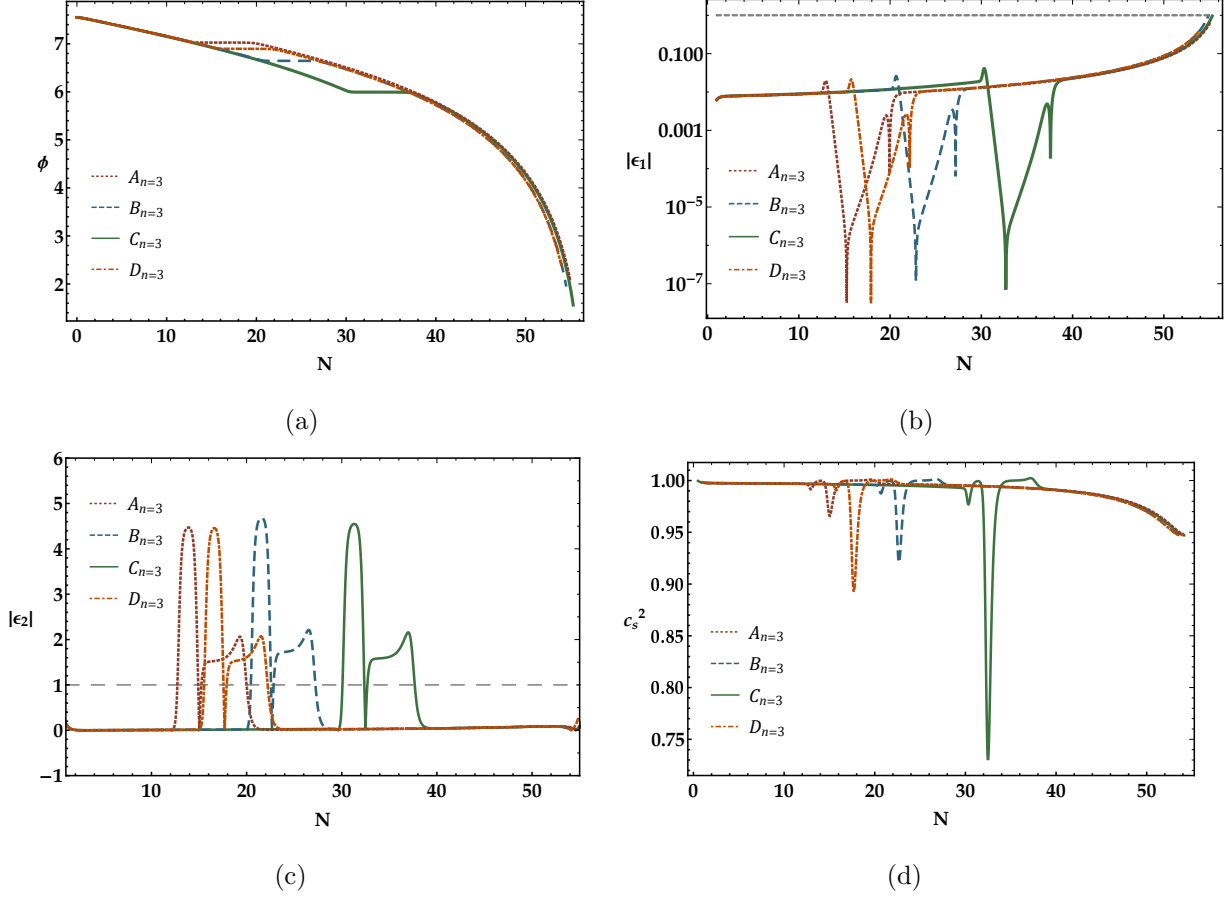 7
6
5
4
3
2
0
10
20
30
40
50
ϕ
N
A_{n=3}
B_{n=3}
C_{n=3}
D_{n=3}
(a)
0.100
0.001
10^{-5}
10^{-7}
0
10
20
30
40
50
|ϵ_1|
N
A_{n=3}
B_{n=3}
C_{n=3}
D_{n=3}
(b)
6
5
4
3
2
1
0
−1
10
20
30
40
50
|ϵ_2|
N
A_{n=3}
B_{n=3}
C_{n=3}
D_{n=3}
(c)
1.00
0.95
0.90
0.85
0.80
0.75
0
10
20
30
40
50
c_s^2
N
A_{n=3}
B_{n=3}
C_{n=3}
D_{n=3}
(d)